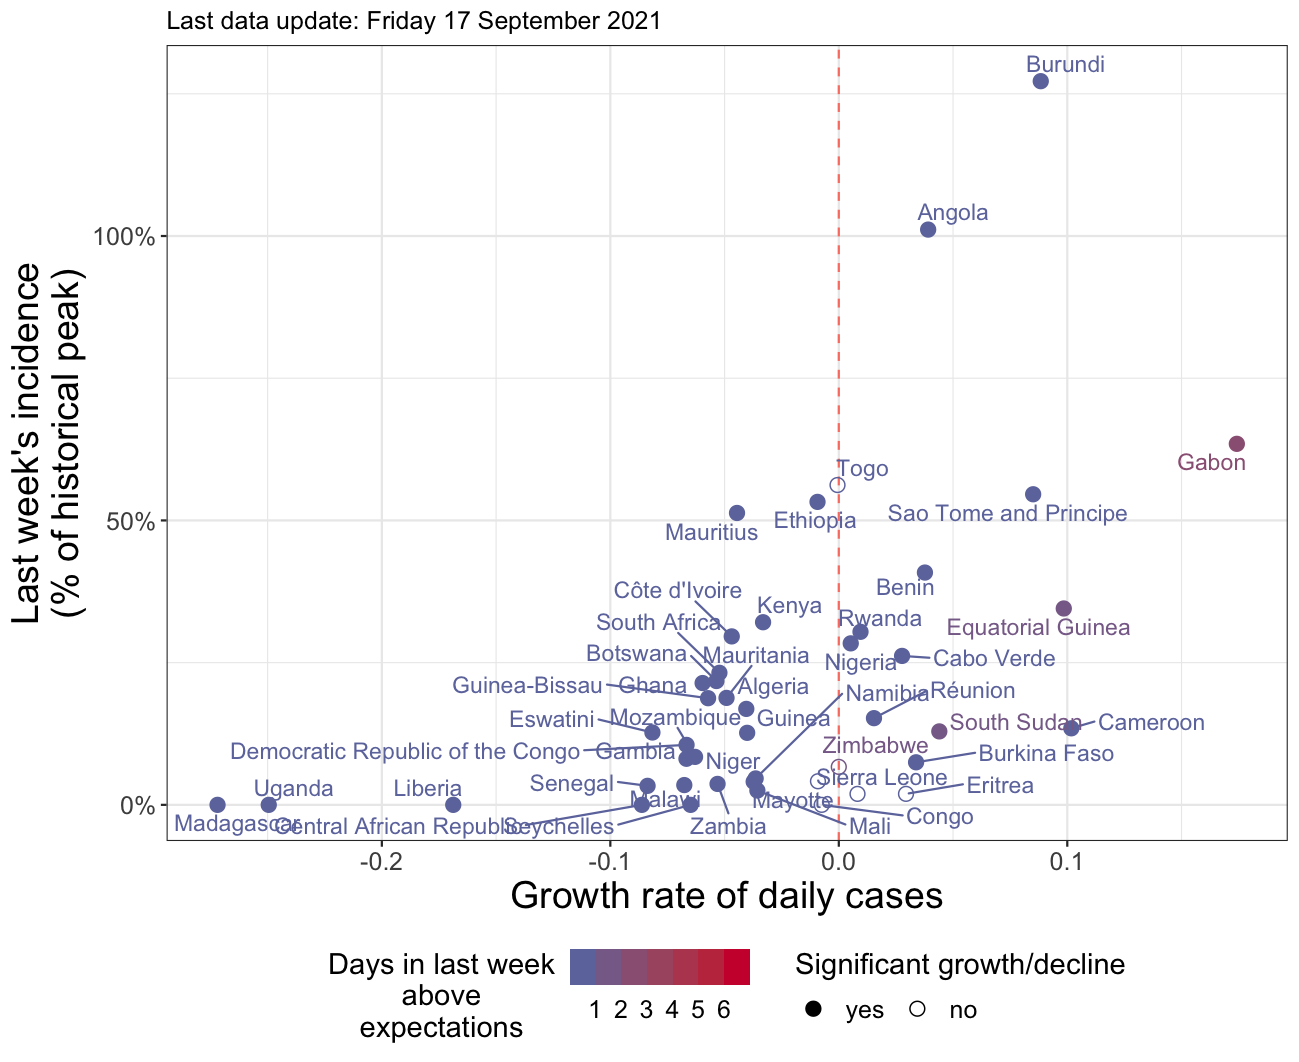 Last data update: Friday 17 September 2021
Last week's incidence
(% of historical peak)
100%
50%
0%
Burundi
Angola
Gabon
Togo
Ethiopia
Sao Tome and Principe
Mauritius
Benin
Côte d'Ivoire
Kenya
Rwanda
Equatorial Guinea
South Africa
Botswana
Mauritania
Nigeria
Cabo Verde
Guinea-Bissau
Ghana
Algeria
Namibia
Réunion
Eswatini
Mozambique
Guinea
South Sudan
Cameroon
Democratic Republic of the Congo
Gambia
Niger
Zimbabwe
Burkina Faso
Senegal
Sierra Leone
Eritrea
Uganda
Liberia
Malawi
Mayotte
Congo
Madagascar
Central African Republic
Seychelles
Zambia
Mali
-0.2
-0.1
0.0
0.1
Growth rate of daily cases
Days in last week
above
expectations
1 2 3 4 5 6
Significant growth/decline
yes
no